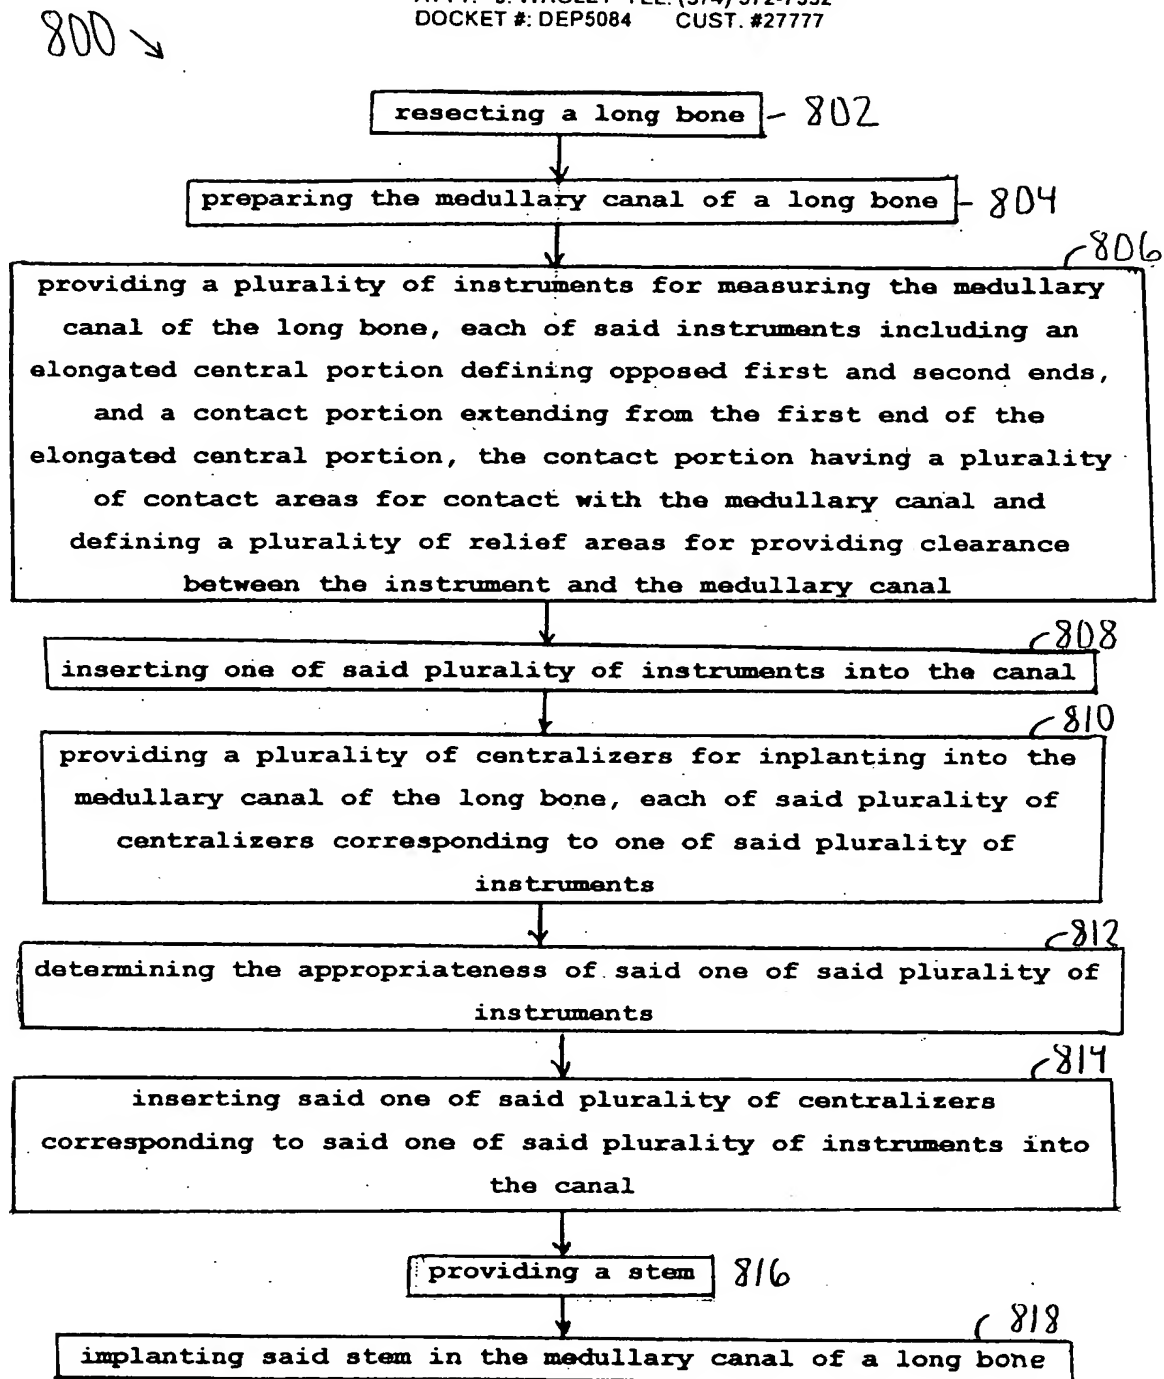 DOCKET #: DEP5084 CUST. #27777
800
resecting a long bone 802
preparing the medullary canal of a long bone 804
806
providing a plurality of instruments for measuring the medullary
canal of the long bone, each of said instruments including an
elongated central portion defining opposed first and second ends,
and a contact portion extending from the first end of the
elongated central portion, the contact portion having a plurality
of contact areas for contact with the medullary canal and
defining a plurality of relief areas for providing clearance
between the instrument and the medullary canal
808
inserting one of said plurality of instruments into the canal
810
providing a plurality of centralizers for inplanting into the
medullary canal of the long bone, each of said plurality of
centralizers corresponding to one of said plurality of
instruments
812
determining the appropriateness of said one of said plurality of
instruments
814
inserting said one of said plurality of centralizers
corresponding to said one of said plurality of instruments into
the canal
providing a stem 816
818
implanting said stem in the medullary canal of a long bone